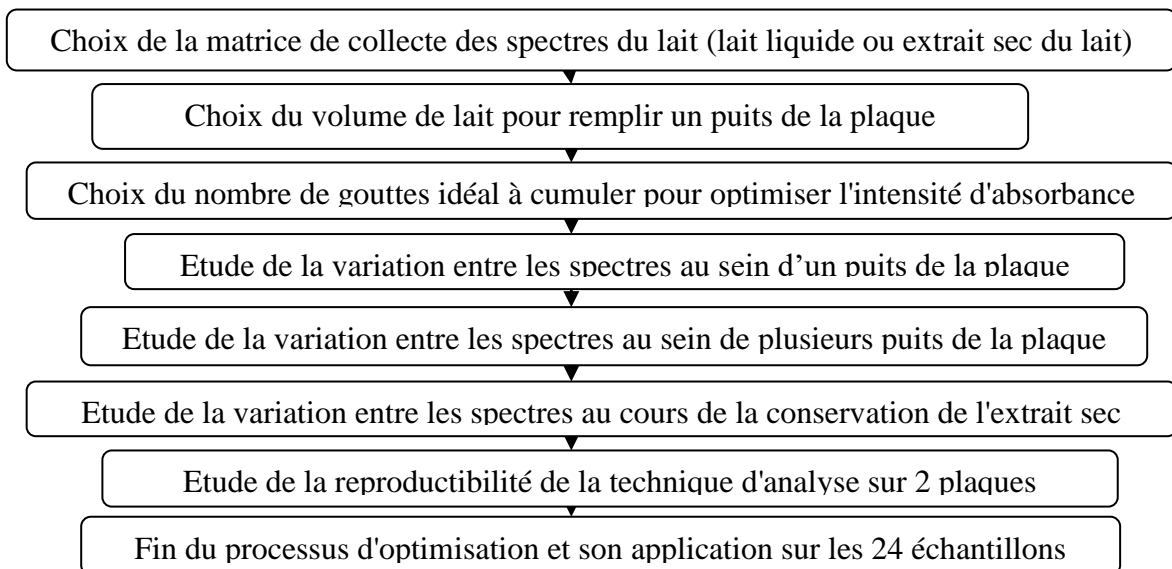 Choix de la matrice de collecte des spectres du lait (lait liquide ou extrait sec du lait)
Choix du volume de lait pour remplir un puits de la plaque
Choix du nombre de gouttes idéal à cumuler pour optimiser l'intensité d'absorbance
Etude de la variation entre les spectres au sein d’un puits de la plaque
Etude de la variation entre les spectres au sein de plusieurs puits de la plaque
Etude de la variation entre les spectres au cours de la conservation de l'extrait sec
Etude de la reproductibilité de la technique d'analyse sur 2 plaques
Fin du processus d'optimisation et son application sur les 24 échantillons